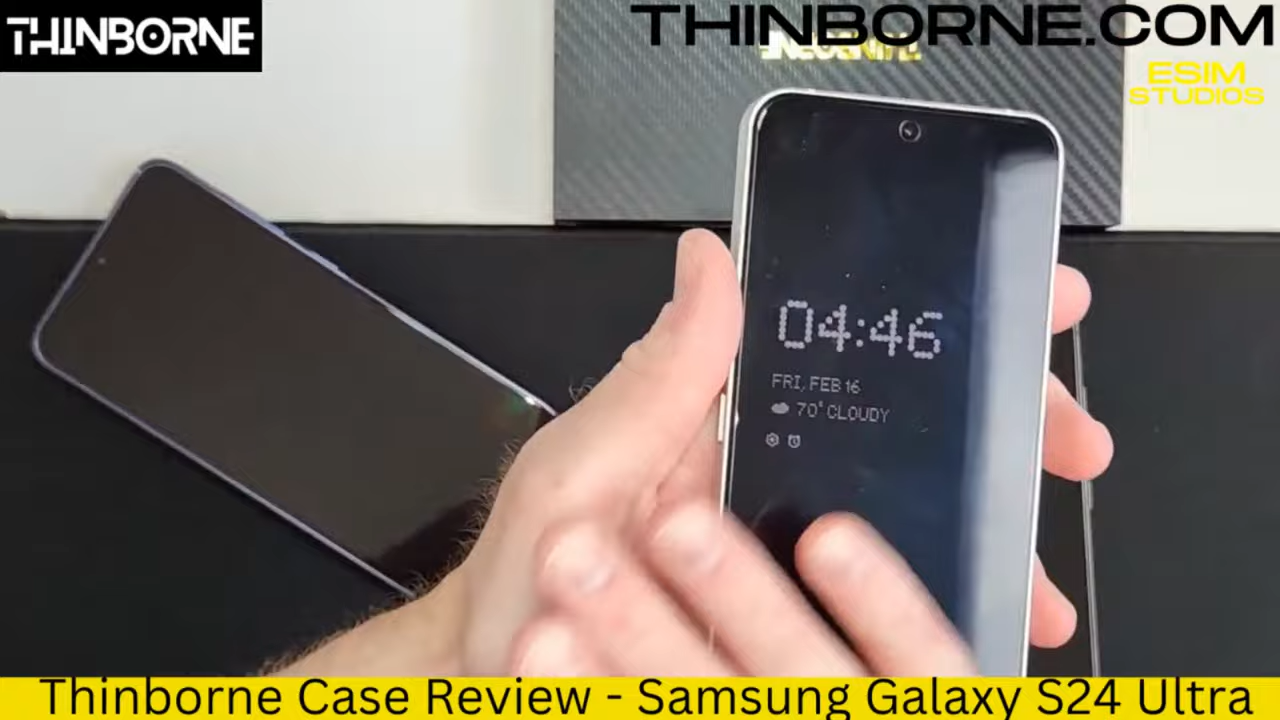 THINBORNE
THINBORNE.COM
ESIM
STUDIOS
04:46
FRI, FEB 16
70° CLOUDY
Thinborne Case Review - Samsung Galaxy S24 Ultra